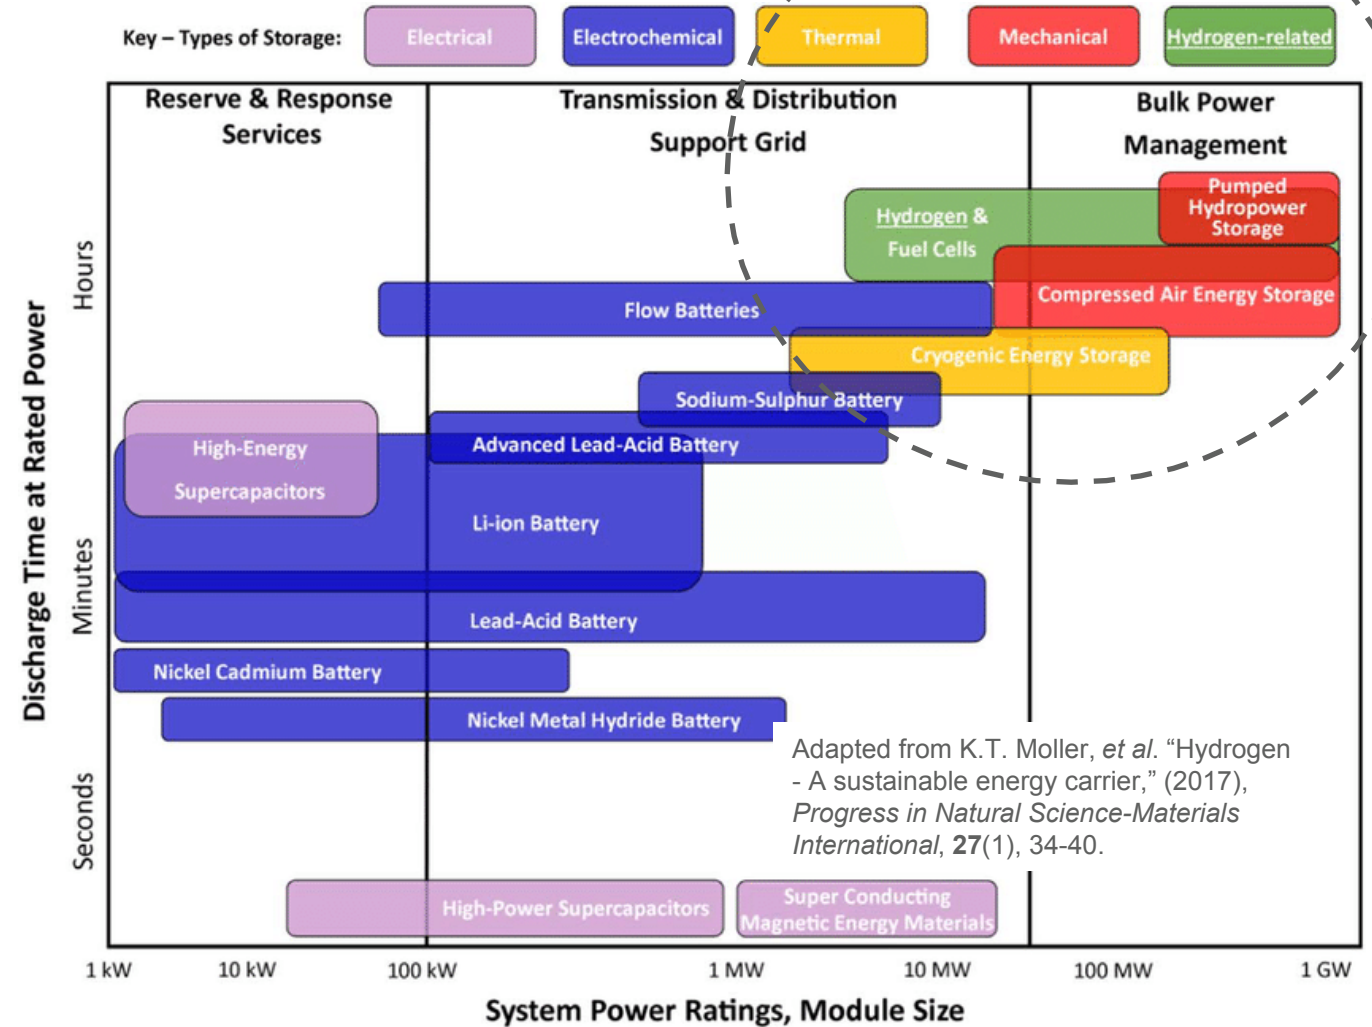 Key – Types of Storage:
Electrical
Electrochemical
Thermal
Mechanical
Hydrogen-related
Reserve & Response
Services
Transmission & Distribution
Support Grid
Bulk Power
Management
Discharge Time at Rated Power
Hours
Minutes
Seconds
Pumped
Hydropower
Storage
Hydrogen &
Fuel Cells
Compressed Air Energy Storage
Flow Batteries
Cryogenic Energy Storage
Sodium-Sulphur Battery
Advanced Lead-Acid Battery
High-Energy
Supercapacitors
Li-ion Battery
Lead-Acid Battery
Nickel Cadmium Battery
Nickel Metal Hydride Battery
Adapted from K.T. Moller, et al. “Hydrogen
- A sustainable energy carrier,” (2017),
Progress in Natural Science-Materials
International, 27(1), 34-40.
High-Power Supercapacitors
Super Conducting
Magnetic Energy Materials
1 kW
10 kW
100 kW
1 MW
10 MW
100 MW
1 GW
System Power Ratings, Module Size